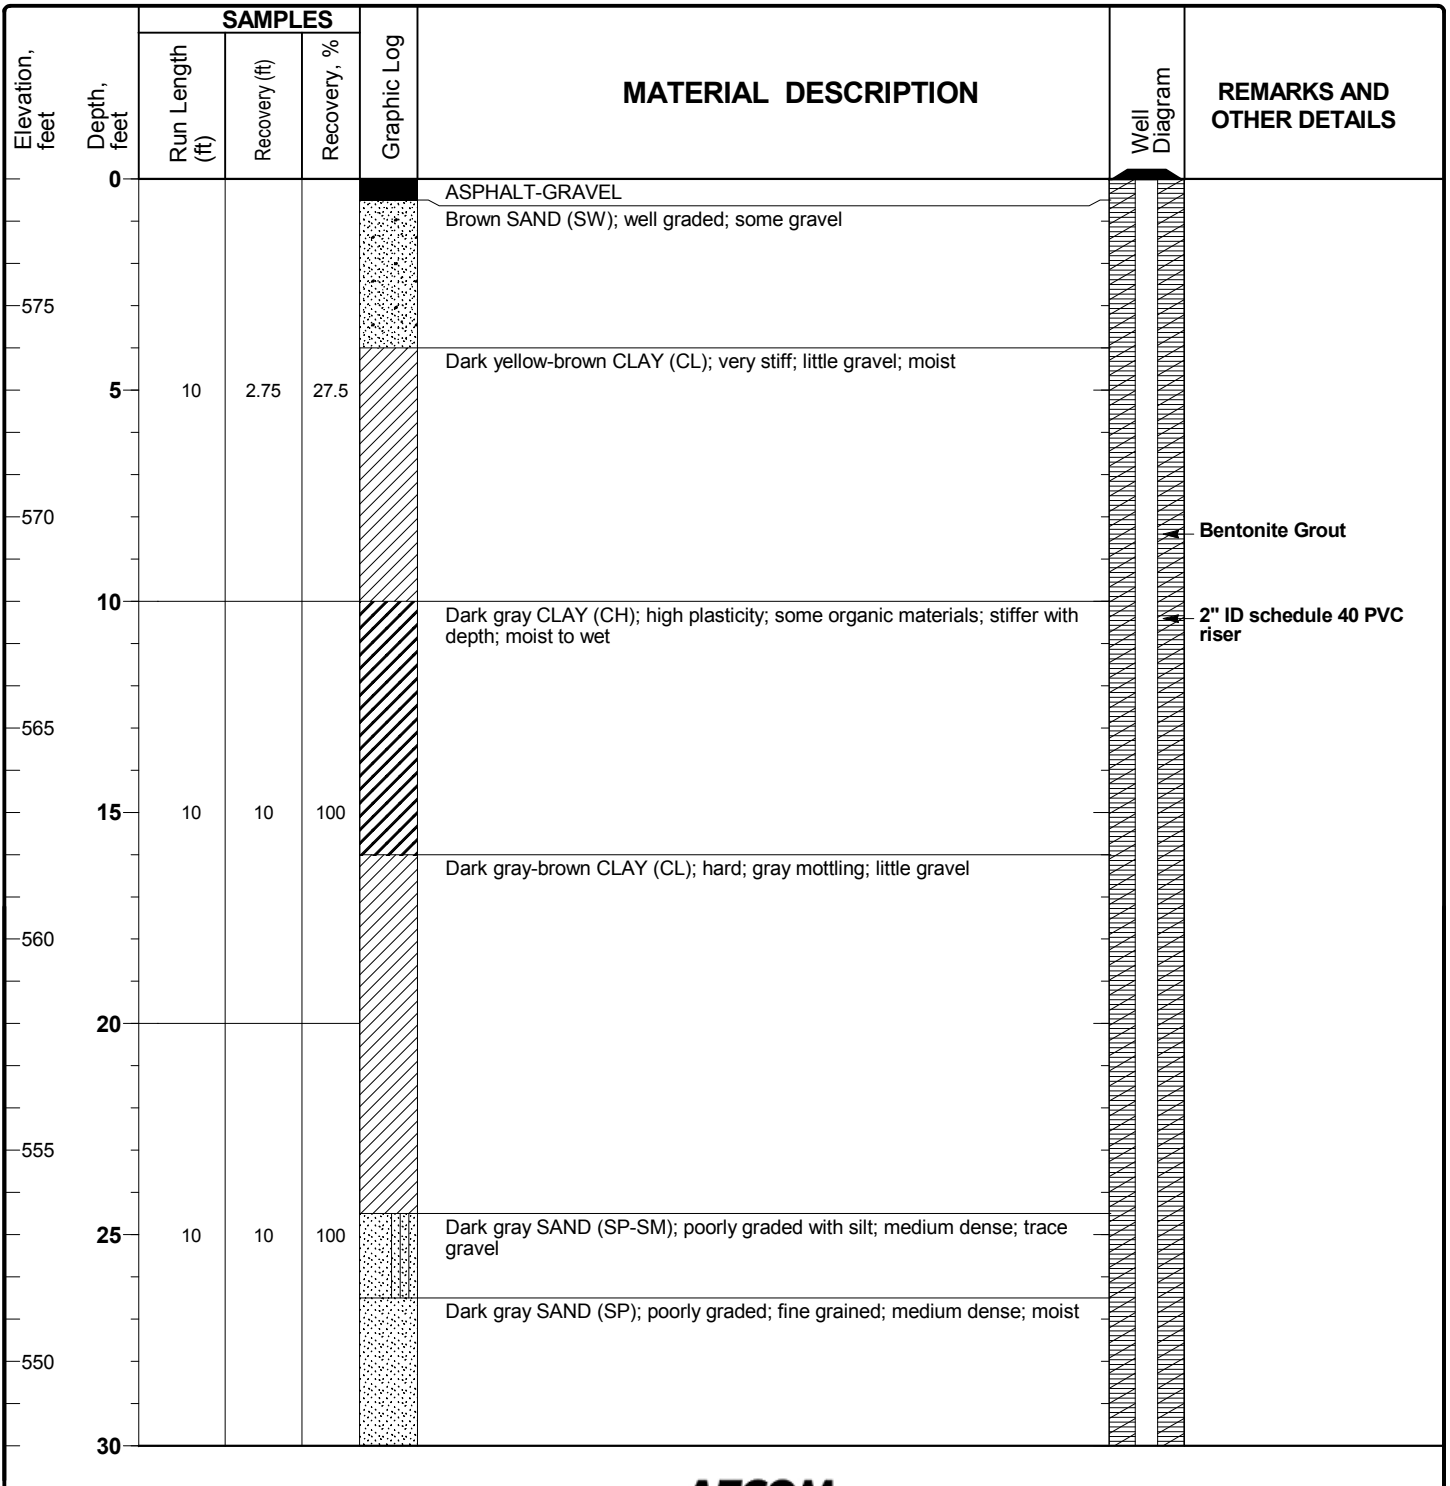 SAMPLES
Elevation,
feet
Depth,
feet
Run Length
(ft)
Recovery (ft)
Recovery, %
Graphic Log
MATERIAL DESCRIPTION
Well
Diagram
REMARKS AND
OTHER DETAILS
0
ASPHALT-GRAVEL
Brown SAND (SW); well graded; some gravel
575
Dark yellow-brown CLAY (CL); very stiff; little gravel; moist
5 10 2.75 27.5
570
Bentonite Grout
10
Dark gray CLAY (CH); high plasticity; some organic materials; stiffer with
depth; moist to wet
2" ID schedule 40 PVC
riser
565
15 10 10 100
Dark gray-brown CLAY (CL); hard; gray mottling; little gravel
560
20
555
Dark gray SAND (SP-SM); poorly graded with silt; medium dense; trace
gravel
25 10 10 100
Dark gray SAND (SP); poorly graded; fine grained; medium dense; moist
550
30